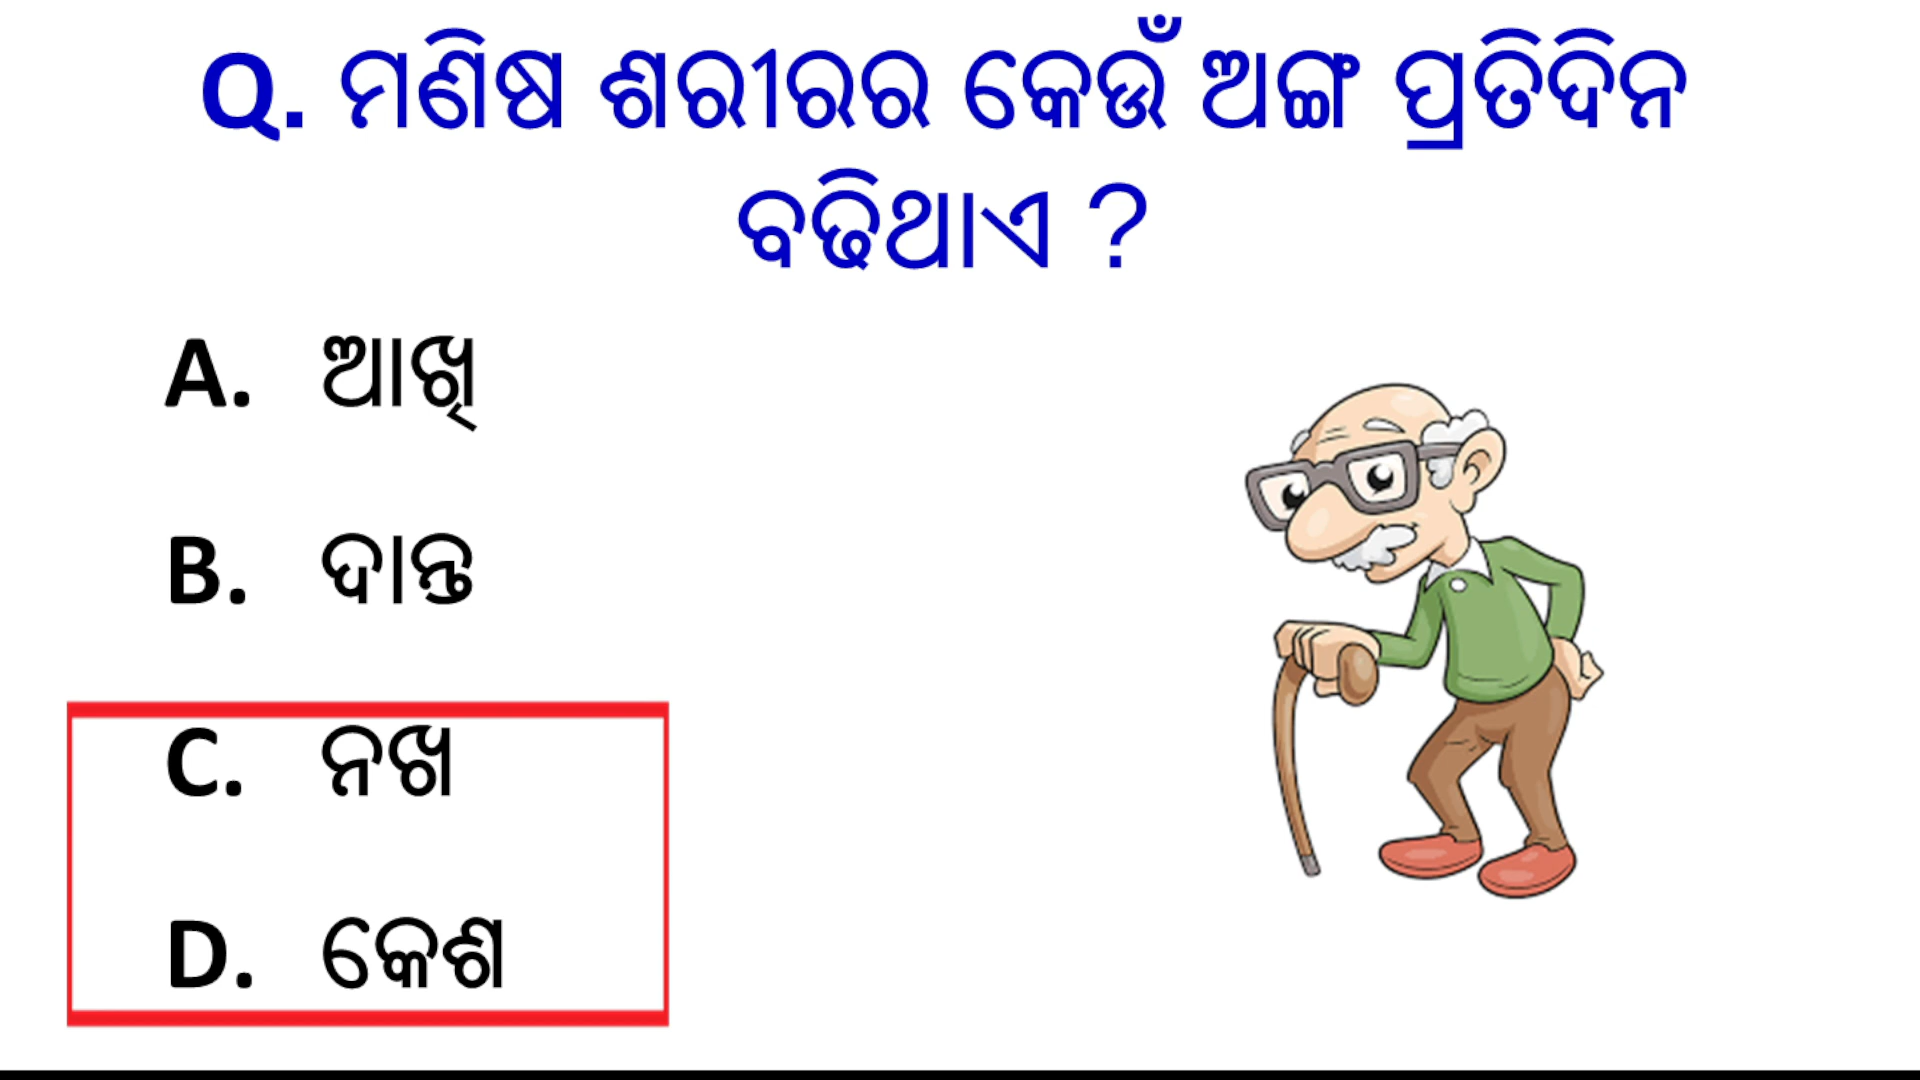 Q. ମଣିଷ ଶରୀରର କେଉଁ ଅଙ୍ଗ ପ୍ରତିଦିନ
ବଢିଥାଏ ?
A. ଆଖି
B. ଦାନ୍ତ
C. ନଖ
D. କେଶ